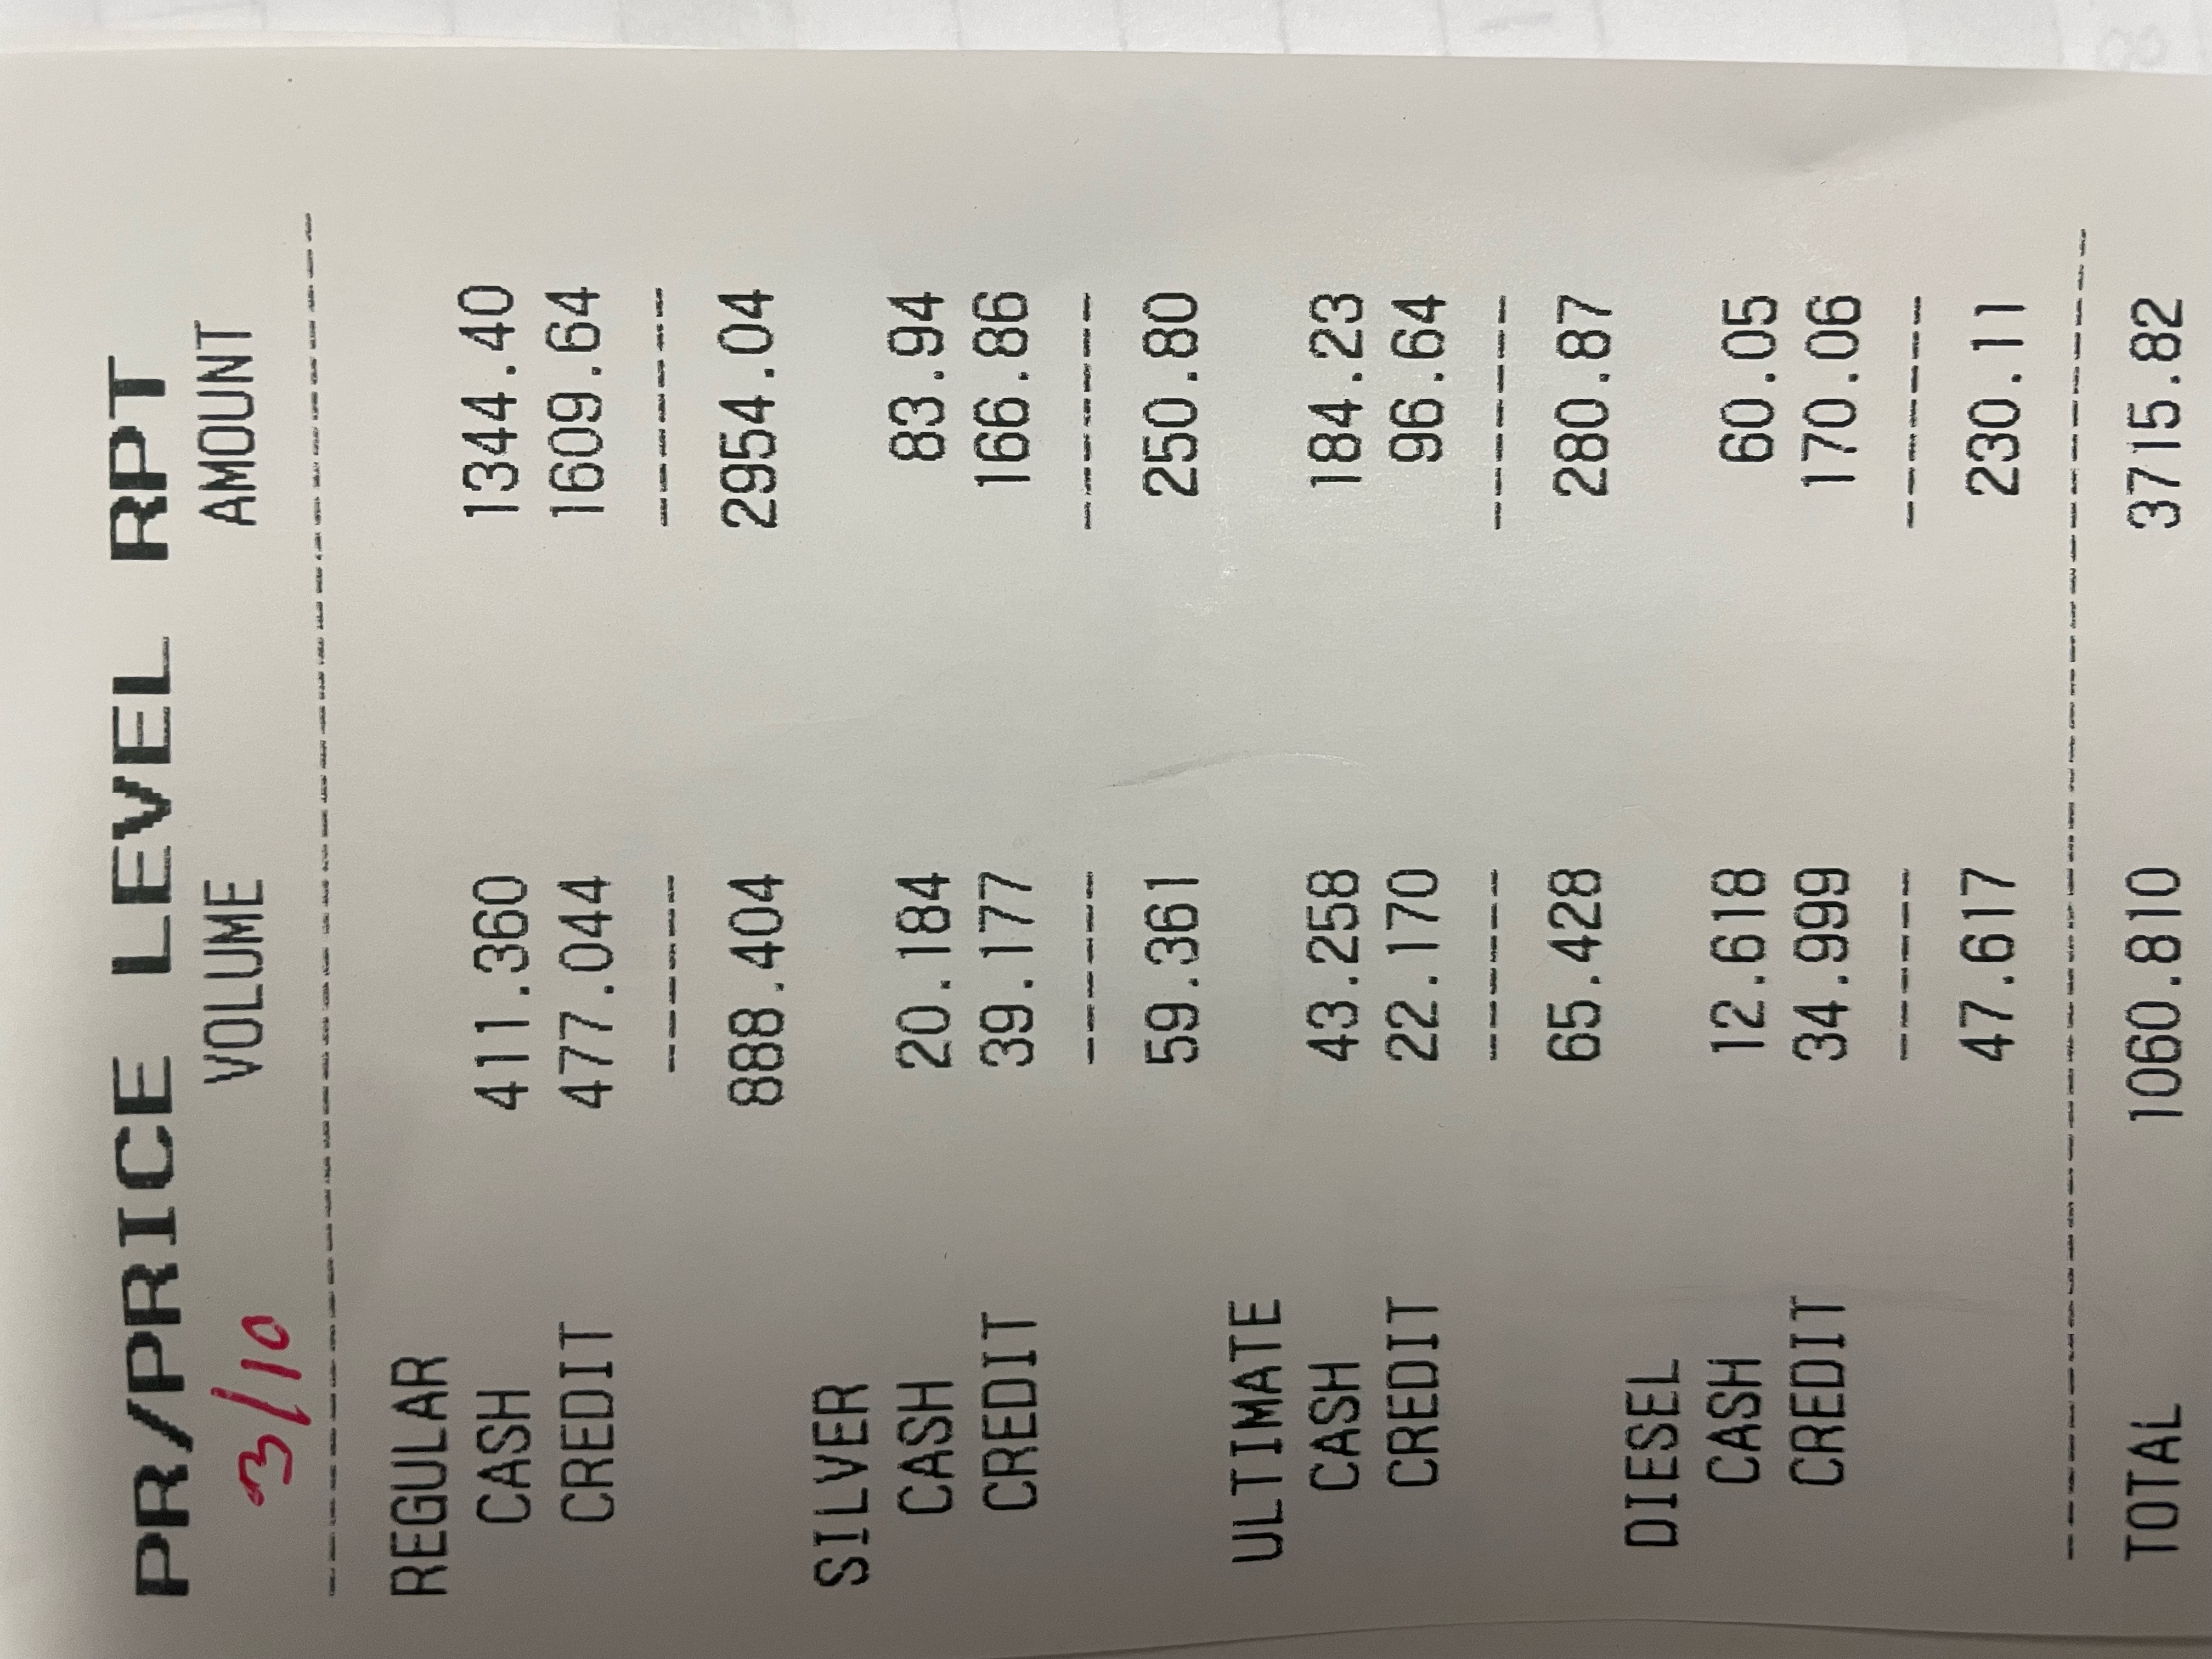 PR/PRICE LEVEL RPT
VOLUME AMOUNT
3/10
REGULAR
CASH 411.360 1344.40
CREDIT 477.044 1609.64
888.404 2954.04
SILVER
CASH 20.184 83.94
CREDIT 39.177 166.86
59.361 250.80
ULTIMATE
CASH 43.258 184.23
CREDIT 22.170 96.64
65.428 280.87
DIESEL
CASH 12.618 60.05
CREDIT 34.999 170.06
47.617 230.11
TOTAL 1060.810 3715.82